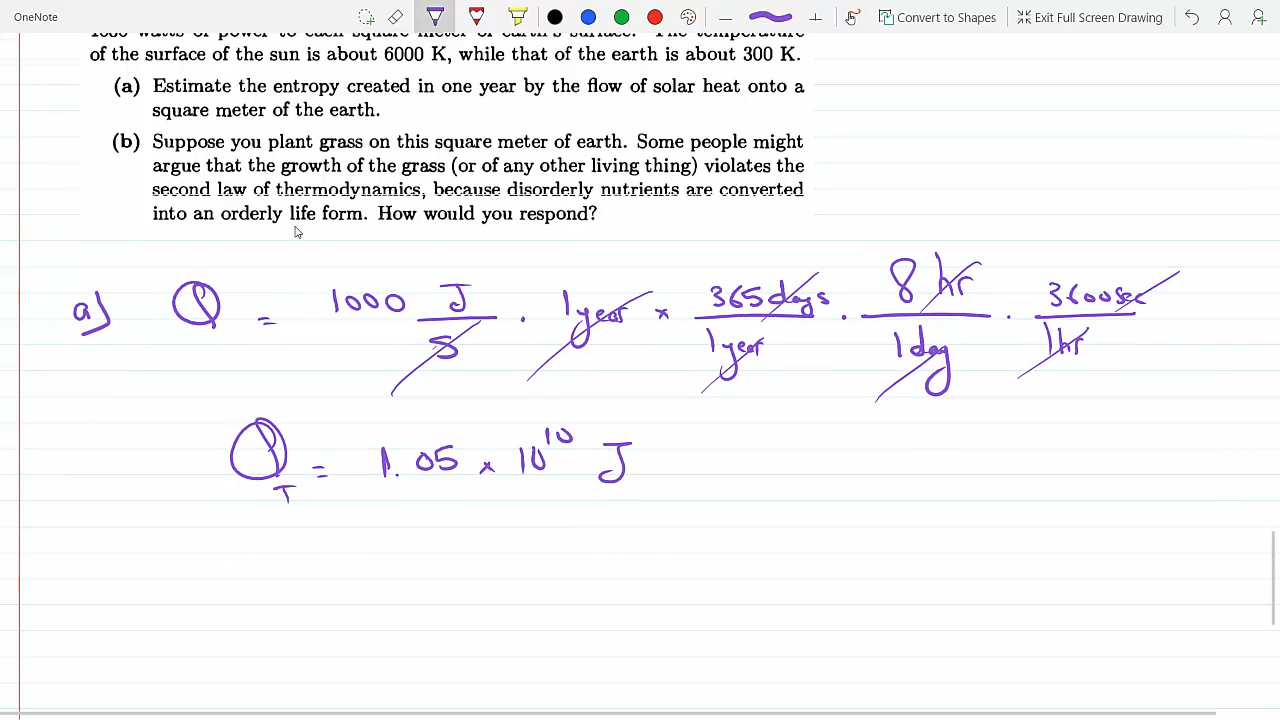 OneNote
Convert to Shapes
Exit Full Screen Drawing
of the surface of the sun is about 6000 K, while that of the earth is about 300 K.
(a) Estimate the entropy created in one year by the flow of solar heat onto a
square meter of the earth.
(b) Suppose you plant grass on this square meter of earth. Some people might
argue that the growth of the grass (or of any other living thing) violates the
second law of thermodynamics, because disorderly nutrients are converted
into an orderly life form. How would you respond?
a) Q = 1000 J/s · 1 year × 365 days/1 year · 8 hr/1 day · 3600 sec/1 hr
Q_T = 1.05 × 10^10 J